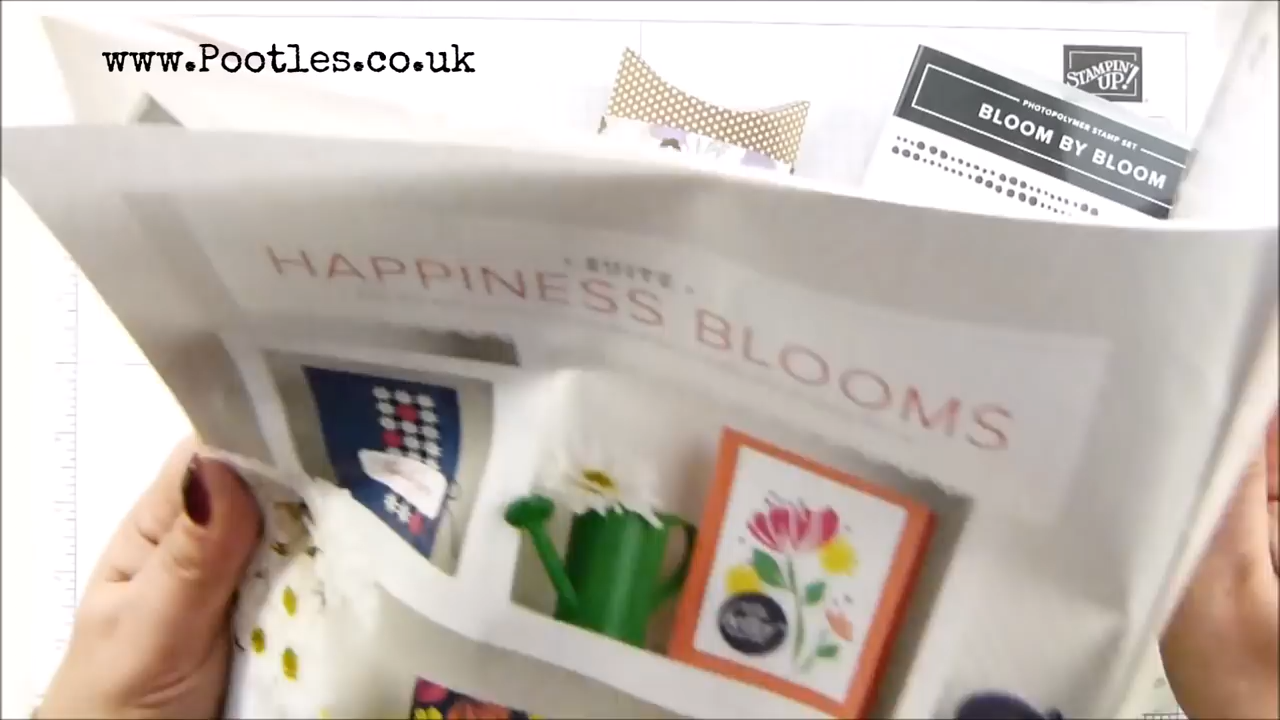 www.Pootles.co.uk
STAMPIN' UP!
PHOTOPOLYMER STAMP SET
BLOOM BY BLOOM
SUITE
HAPPINESS BLOOMS